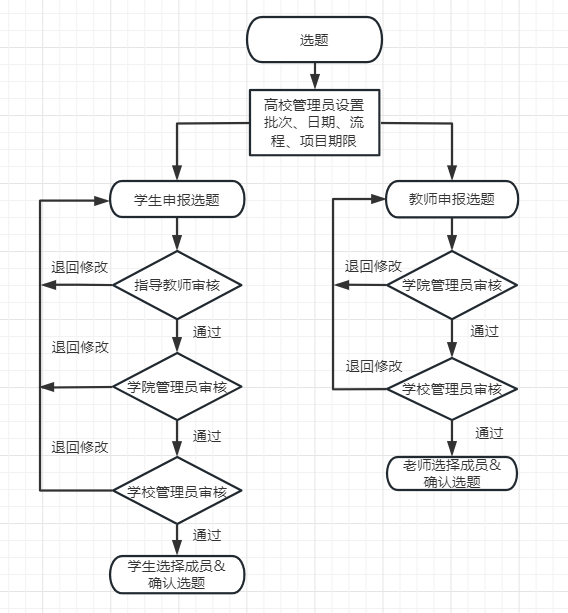 选题
高校管理员设置
批次、日期、流
程、项目期限
学生申报选题
退回修改
指导教师审核
通过
退回修改
学院管理员审核
通过
退回修改
学校管理员审核
通过
学生选择成员&
确认选题
教师申报选题
退回修改
学院管理员审核
通过
退回修改
学校管理员审核
通过
老师选择成员&
确认选题